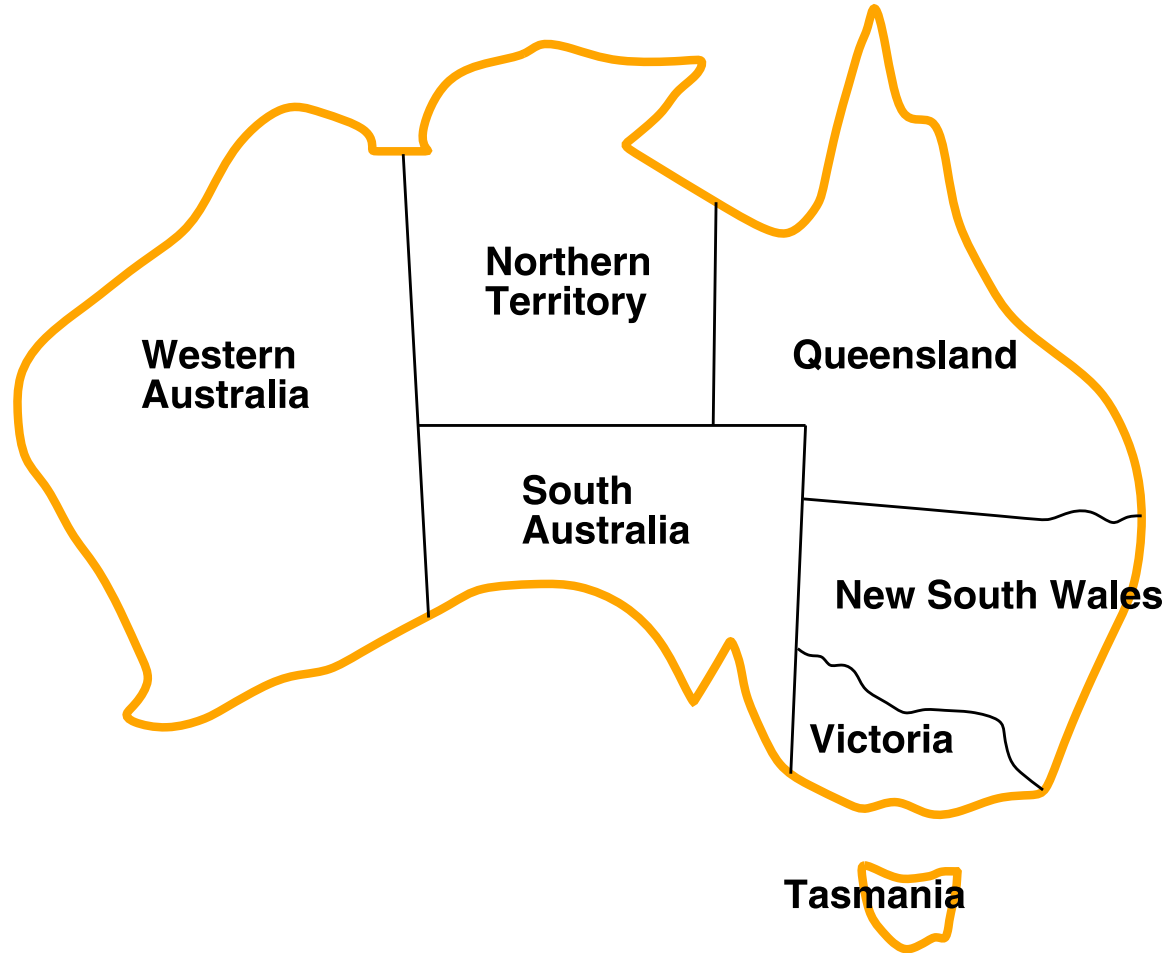 Northern
Territory
Western
Australia
Queensland
South
Australia
New South Wales
Victoria
Tasmania